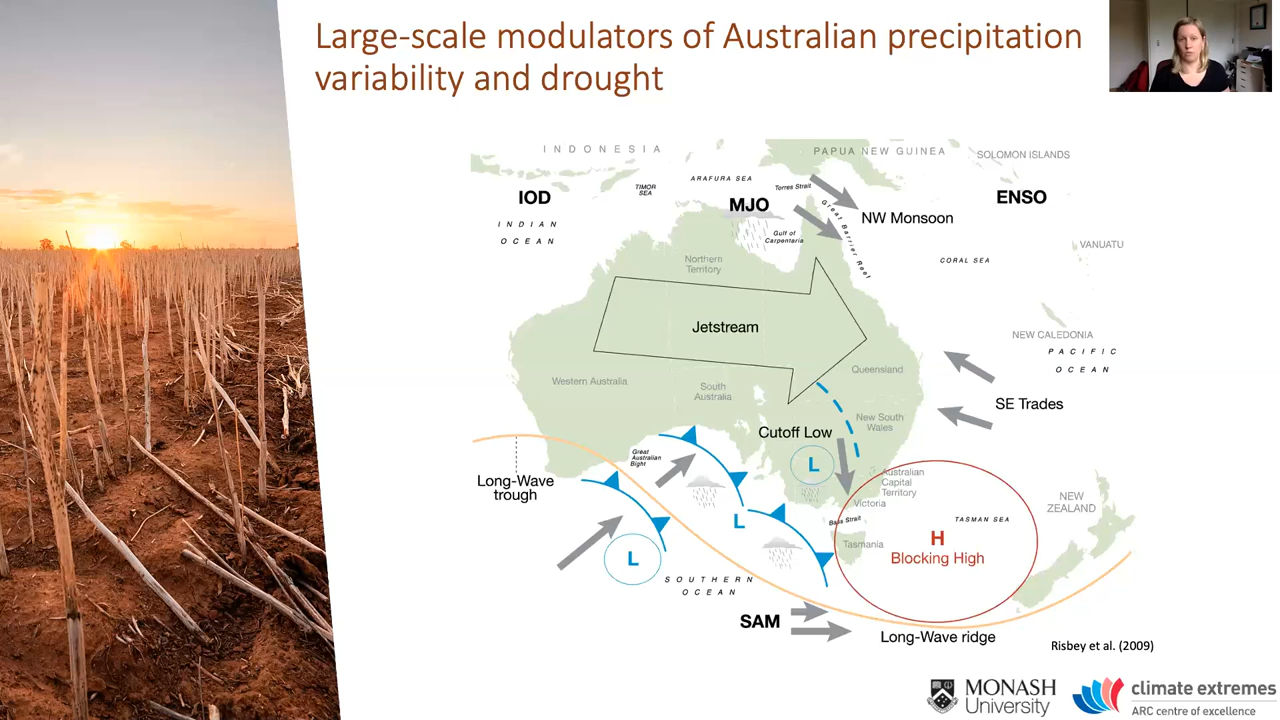 Large-scale modulators of Australian precipitation
variability and drought
INDONESIA
PAPUA NEW GUINEA
SOLOMON ISLANDS
ARAFURA SEA
TIMOR
SEA
Torres Strait
IOD
MJO
ENSO
INDIAN
OCEAN
Great Barrier Reef
NW Monsoon
Gulf of
Carpentaria
VANUATU
CORAL SEA
Northern
Territory
Jetstream
NEW CALEDONIA
PACIFIC
OCEAN
Queensland
Western Australia
South
Australia
SE Trades
New South
Wales
Cutoff Low
Great
Australian
Bight
L
Long-Wave
trough
Australian
Capital
Territory
Victoria
NEW
ZEALAND
L
Bass Strait
TASMAN SEA
H
Blocking High
Tasmania
L
SOUTHERN
OCEAN
SAM
Long-Wave ridge
Risbey et al. (2009)
MONASH
University
climate extremes
ARC centre of excellence